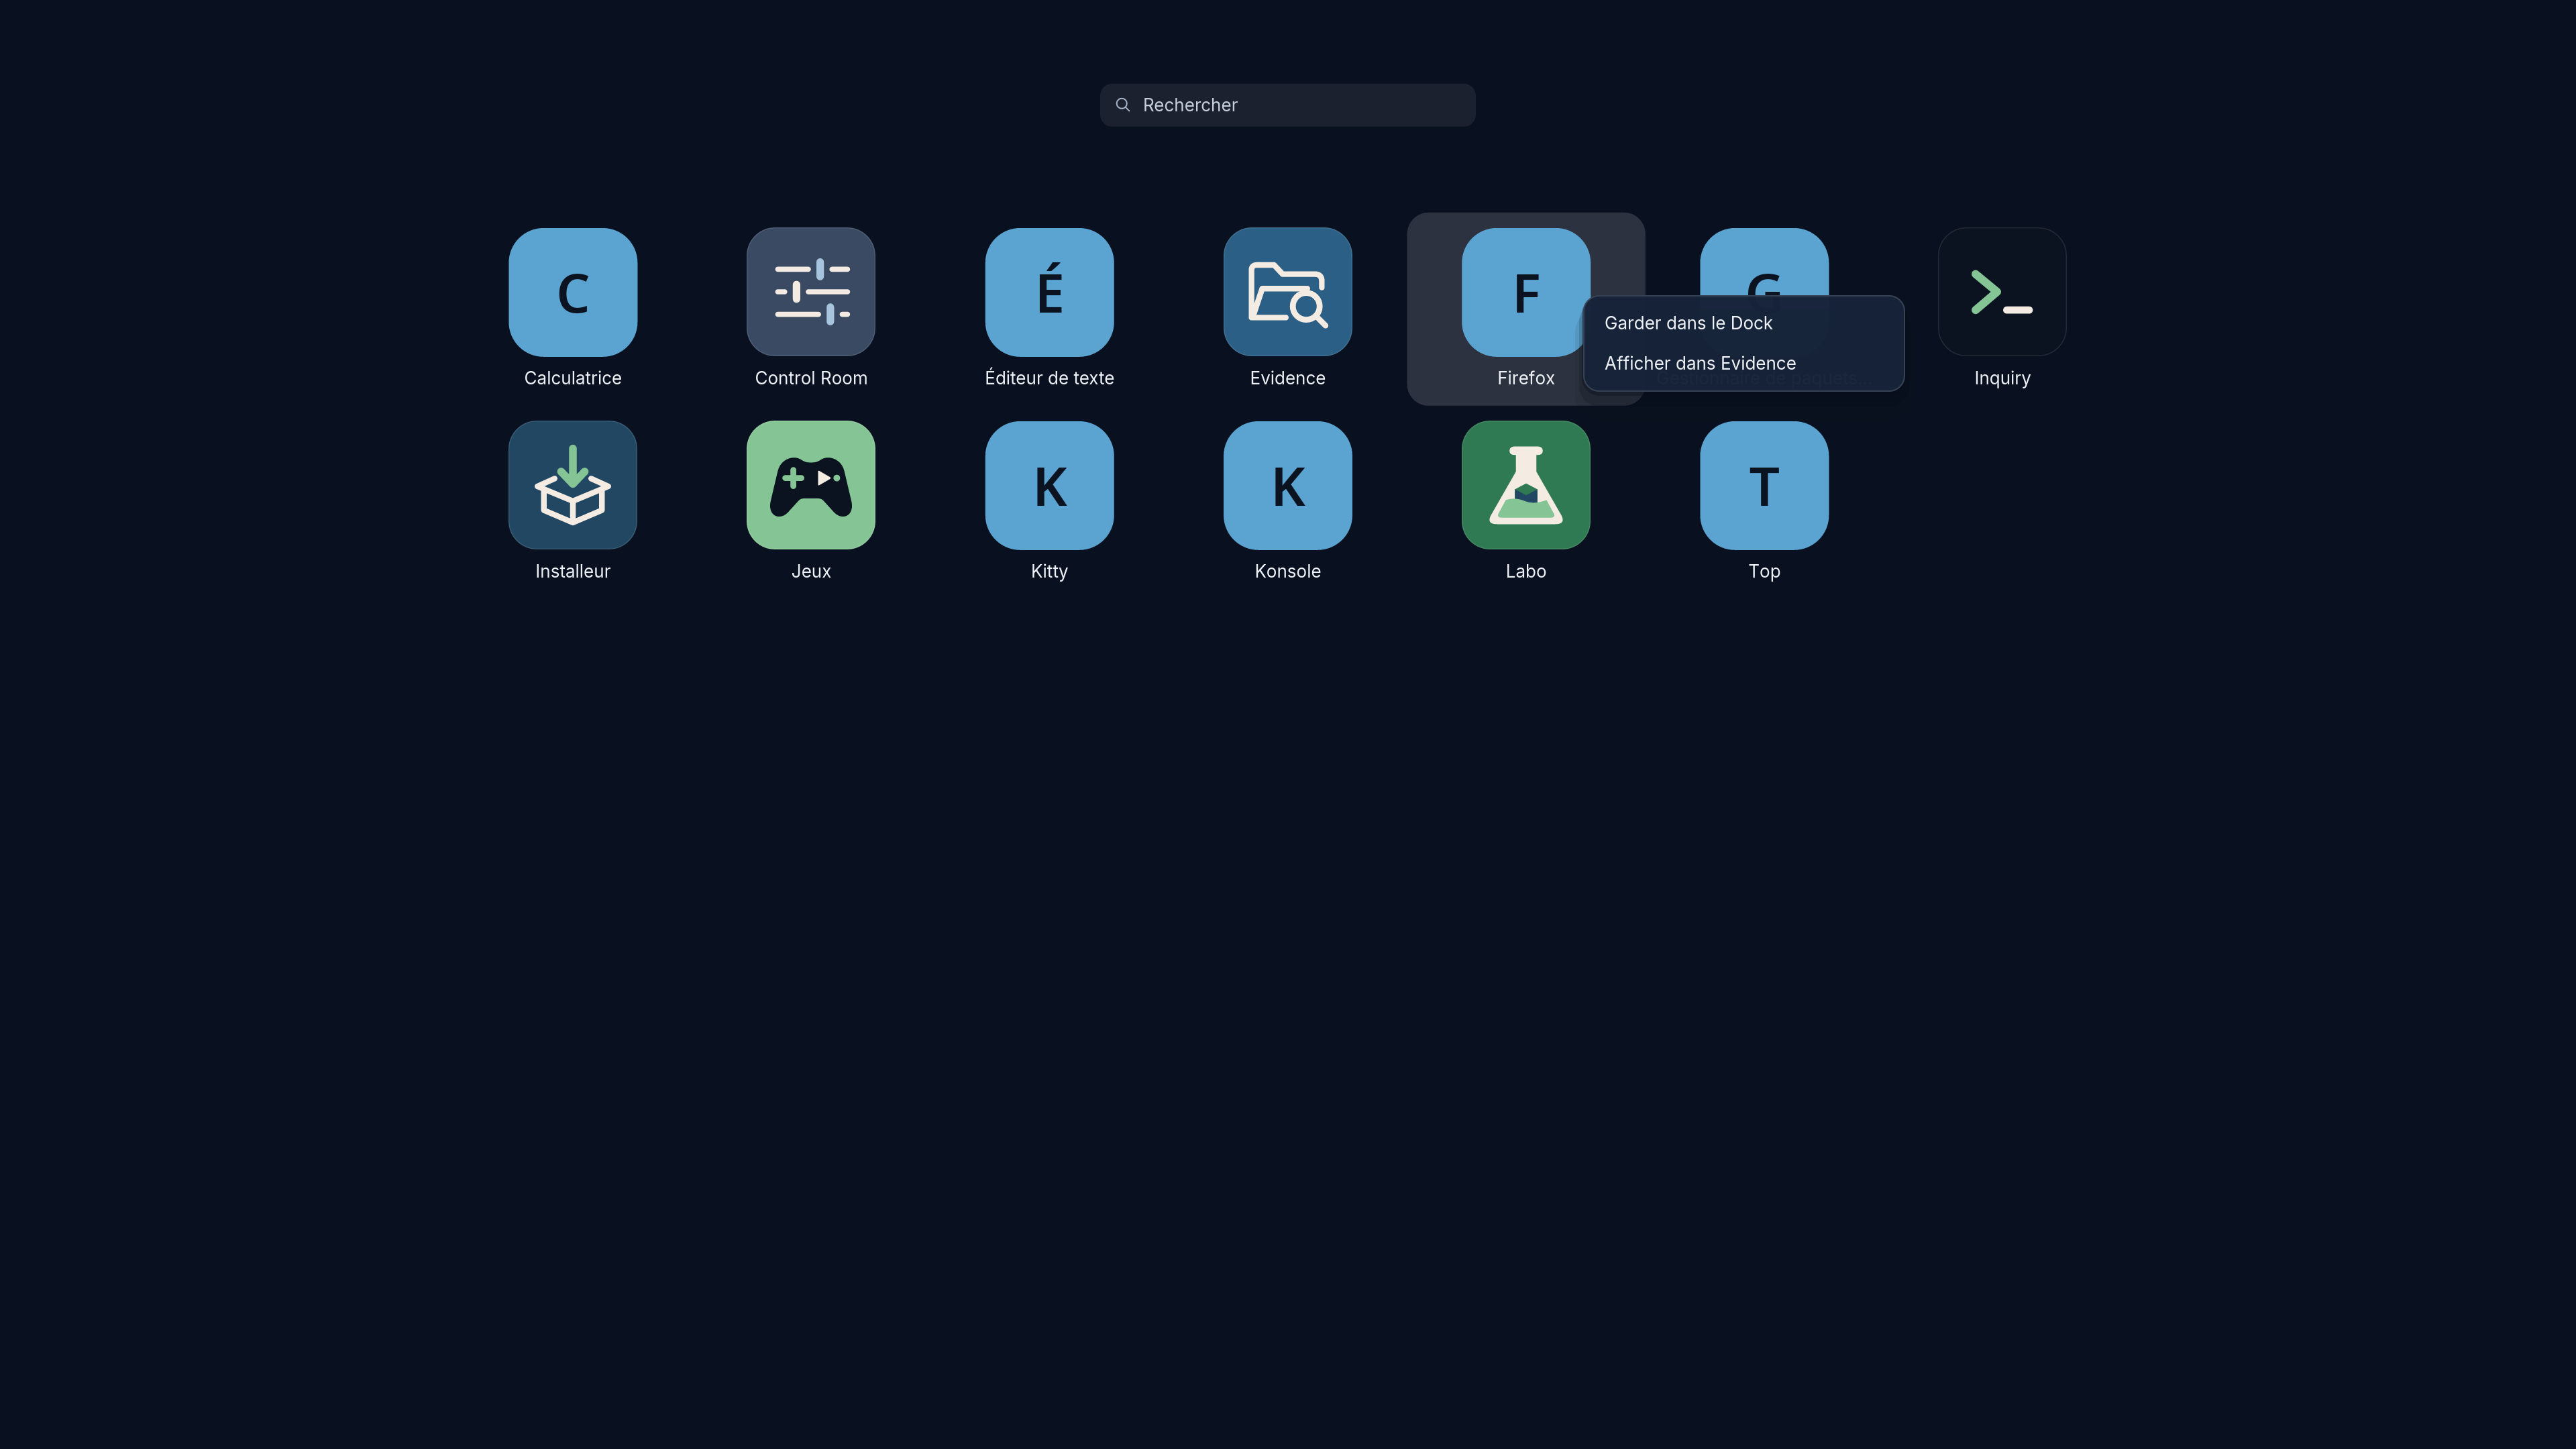 Rechercher
C
É
F
G
Calculatrice
Control Room
Éditeur de texte
Evidence
Firefox
Garder dans le Dock
Afficher dans Evidence
Inquiry
K
K
T
Installeur
Jeux
Kitty
Konsole
Labo
Top